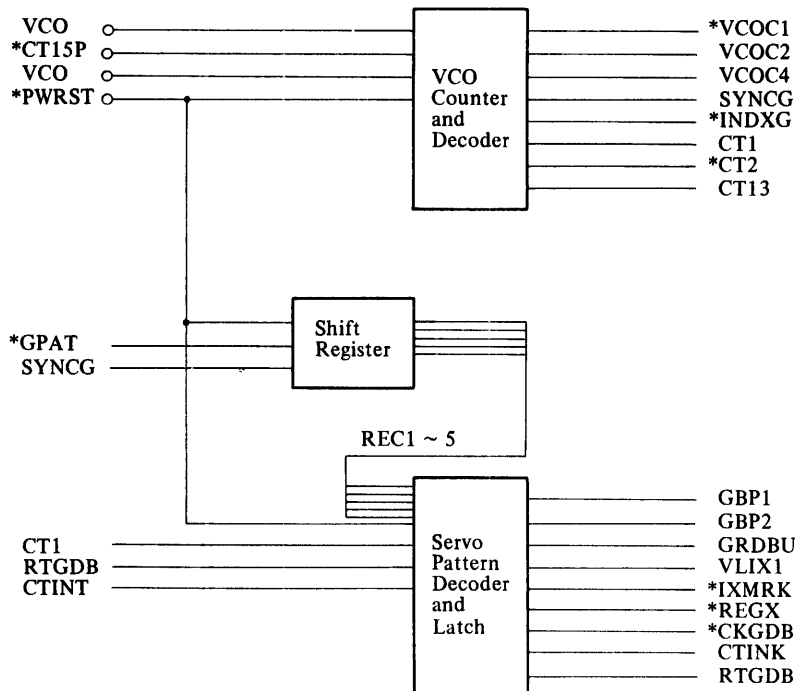 VCO
*CT15P
VCO
*PWRST
VCO
Counter
and
Decoder
*VCOC1
VCOC2
VCOC4
SYNCG
*INDXG
CT1
*CT2
CT13
*GPAT
SYNCG
Shift
Register
REC1 ~ 5
CT1
RTGDB
CTINT
Servo
Pattern
Decoder
and
Latch
GBP1
GBP2
GRDBU
VLIX1
*IXMRK
*REGX
*CKGDB
CTINK
RTGDB